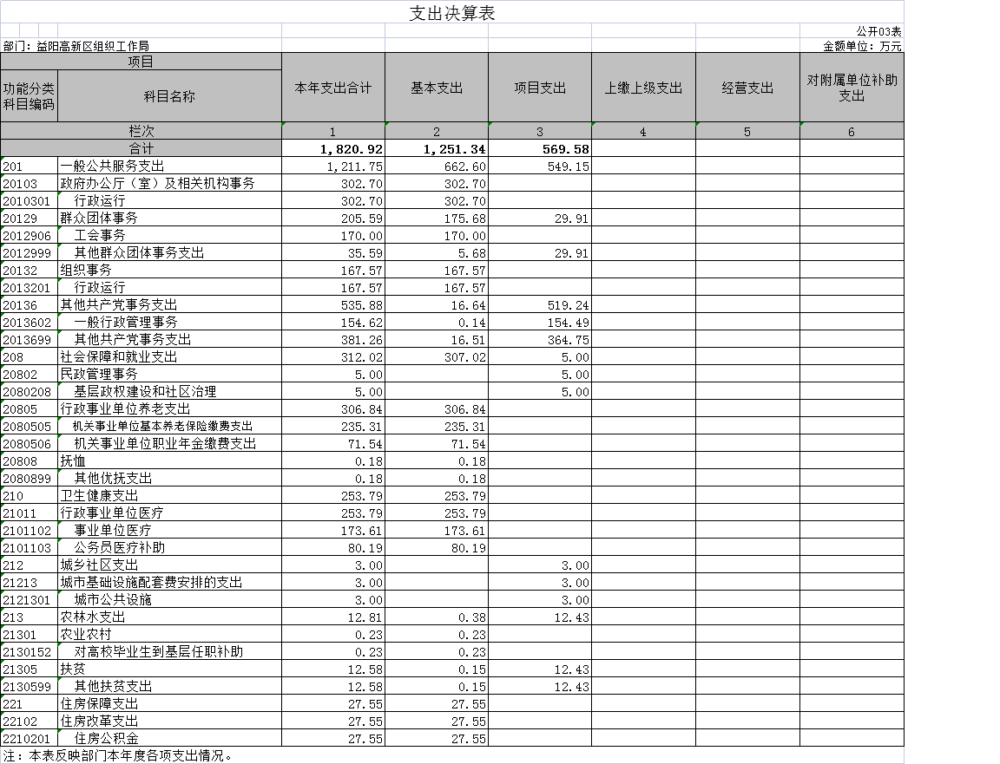 支出决算表
公开03表
部门：益阳高新区组织工作局 金额单位：万元
项目 本年支出合计 基本支出 项目支出 上缴上级支出 经营支出 对附属单位补助支出
功能分类科目编码 科目名称
栏次 1 2 3 4 5 6
合计 1,820.92 1,251.34 569.58
201 一般公共服务支出 1,211.75 662.60 549.15
20103 政府办公厅（室）及相关机构事务 302.70 302.70
2010301 行政运行 302.70 302.70
20129 群众团体事务 205.59 175.68 29.91
2012906 工会事务 170.00 170.00
2012999 其他群众团体事务支出 35.59 5.68 29.91
20132 组织事务 167.57 167.57
2013201 行政运行 167.57 167.57
20136 其他共产党事务支出 535.88 16.64 519.24
2013602 一般行政管理事务 154.62 0.14 154.49
2013699 其他共产党事务支出 381.26 16.51 364.75
208 社会保障和就业支出 312.02 307.02 5.00
20802 民政管理事务 5.00 5.00
2080208 基层政权建设和社区治理 5.00 5.00
20805 行政事业单位养老支出 306.84 306.84
2080505 机关事业单位基本养老保险缴费支出 235.31 235.31
2080506 机关事业单位职业年金缴费支出 71.54 71.54
20808 抚恤 0.18 0.18
2080899 其他优抚支出 0.18 0.18
210 卫生健康支出 253.79 253.79
21011 行政事业单位医疗 253.79 253.79
2101102 事业单位医疗 173.61 173.61
2101103 公务员医疗补助 80.19 80.19
212 城乡社区支出 3.00 3.00
21213 城市基础设施配套费安排的支出 3.00 3.00
2121301 城市公共设施 3.00 3.00
213 农林水支出 12.81 0.38 12.43
21301 农业农村 0.23 0.23
2130152 对高校毕业生到基层任职补助 0.23 0.23
21305 扶贫 12.58 0.15 12.43
2130599 其他扶贫支出 12.58 0.15 12.43
221 住房保障支出 27.55 27.55
22102 住房改革支出 27.55 27.55
2210201 住房公积金 27.55 27.55
注：本表反映部门本年度各项支出情况。